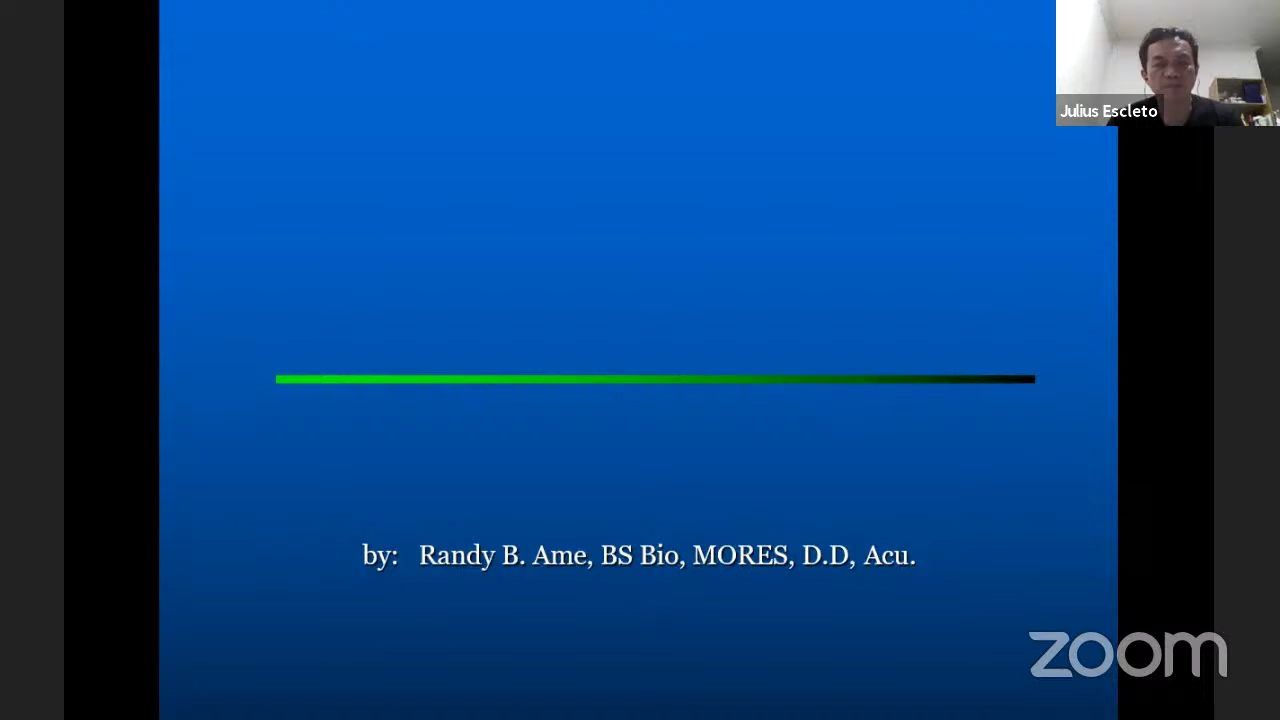 Julius Escleto
by: Randy B. Ame, BS Bio, MORES, D.D, Acu.
zoom